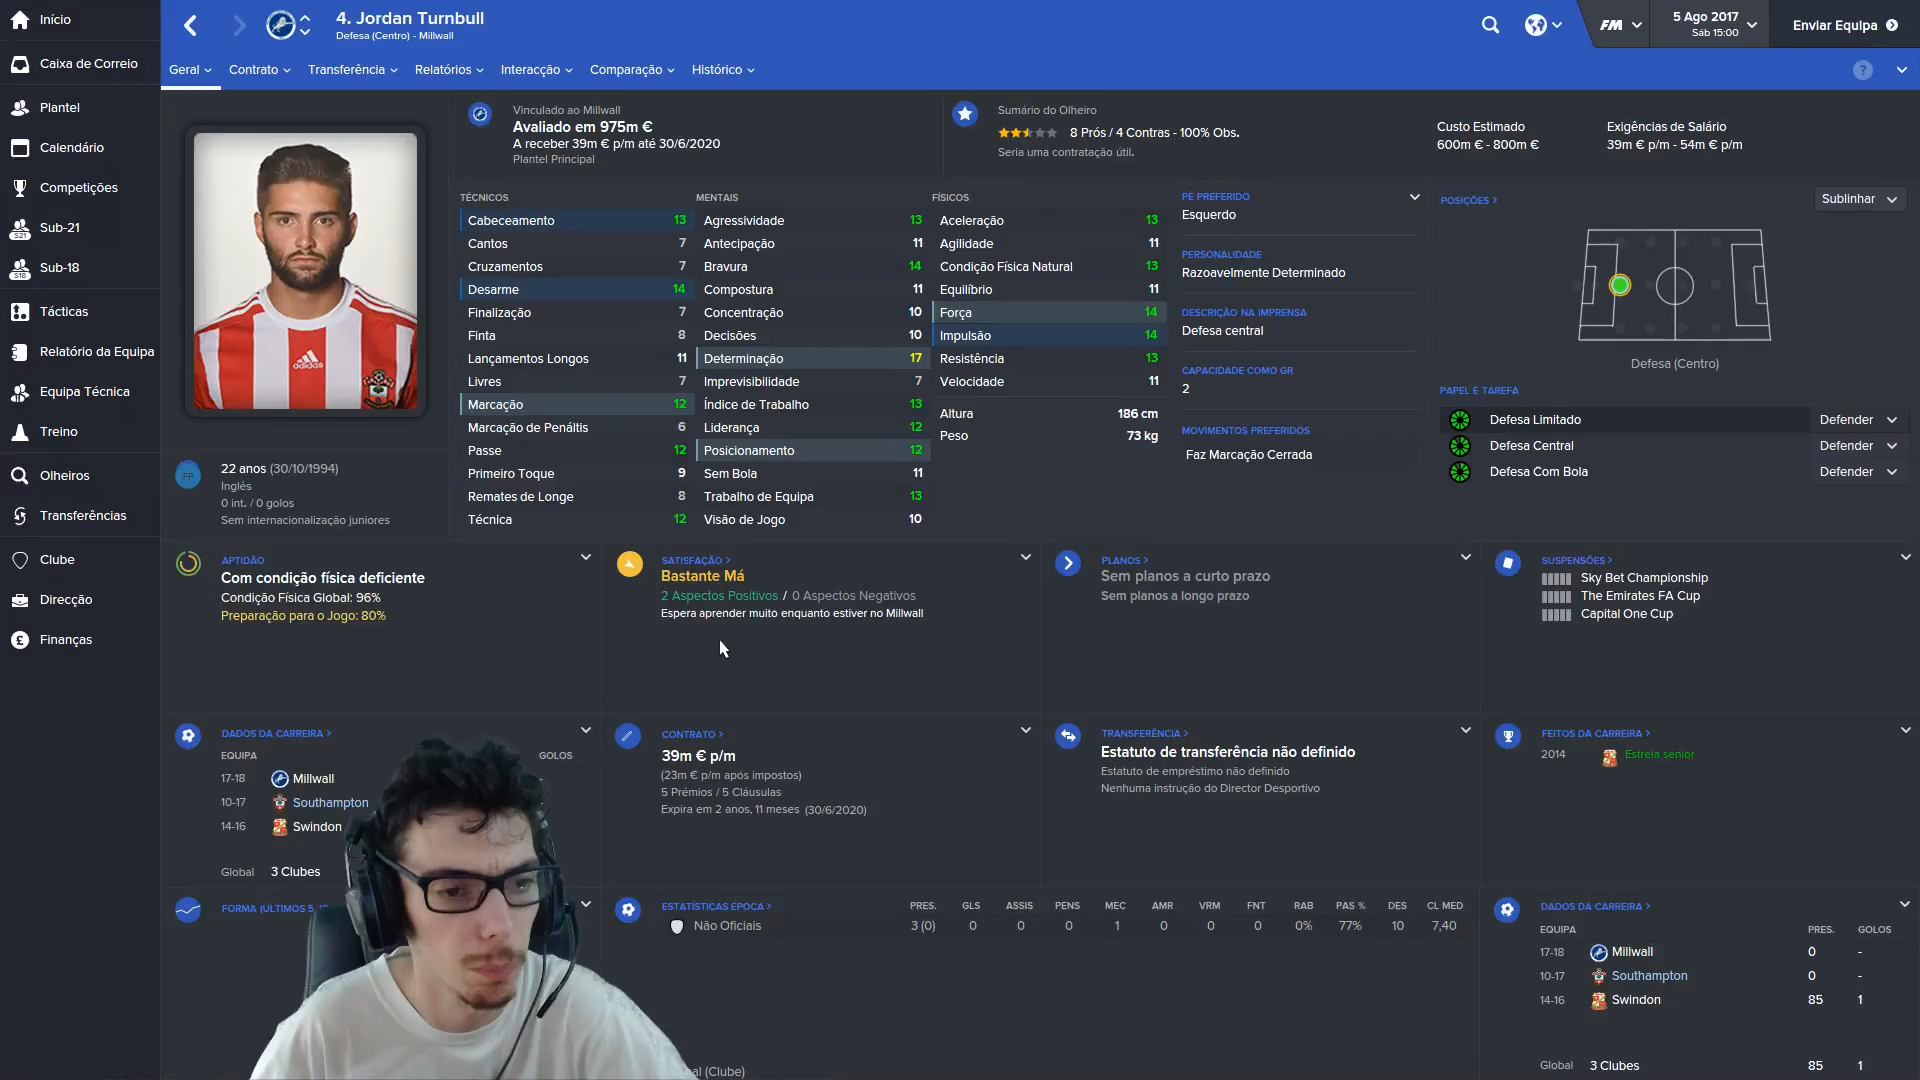 Início
Caixa de Correio
Plantel
Calendário
Competições
Sub-21
Sub-18
Tácticas
Relatório da Equipa
Equipa Técnica
Treino
Olheiros
Transferências
Clube
Direcção
Finanças
4. Jordan Turnbull
Defesa (Centro) - Millwall
FM
5 Ago 2017
Sáb 15:00
Enviar Equipa
Geral
Contrato
Transferência
Relatórios
Interacção
Comparação
Histórico
?
Vinculado ao Millwall
Avaliado em 975m €
A receber 39m € p/m até 30/6/2020
Plantel Principal
Sumário do Olheiro
8 Prós / 4 Contras - 100% Obs.
Seria uma contratação útil.
Custo Estimado
600m € - 800m €
Exigências de Salário
39m € p/m - 54m € p/m
FP
22 anos (30/10/1994)
Inglês
0 int. / 0 golos
Sem internacionalização juniores
TÉCNICOS
Cabeceamento 13
Cantos 7
Cruzamentos 7
Desarme 14
Finalização 7
Finta 8
Lançamentos Longos 11
Livres 7
Marcação 12
Marcação de Penáltis 6
Passe 12
Primeiro Toque 9
Remates de Longe 8
Técnica 12
MENTAIS
Agressividade 13
Antecipação 11
Bravura 14
Compostura 11
Concentração 10
Decisões 10
Determinação 17
Imprevisibilidade 7
Índice de Trabalho 13
Liderança 12
Posicionamento 12
Sem Bola 11
Trabalho de Equipa 13
Visão de Jogo 10
FÍSICOS
Aceleração 13
Agilidade 11
Condição Física Natural 13
Equilíbrio 11
Força 14
Impulsão 14
Resistência 13
Velocidade 11
Altura 186 cm
Peso 73 kg
PÉ PREFERIDO
Esquerdo
PERSONALIDADE
Razoavelmente Determinado
DESCRIÇÃO NA IMPRENSA
Defesa central
CAPACIDADE COMO GR
2
MOVIMENTOS PREFERIDOS
Faz Marcação Cerrada
POSIÇÕES
Sublinhar
Defesa (Centro)
PAPEL E TAREFA
Defesa Limitado Defender
Defesa Central Defender
Defesa Com Bola Defender
APTIDÃO
Com condição física deficiente
Condição Física Global: 96%
Preparação para o Jogo: 80%
SATISFAÇÃO
Bastante Má
2 Aspectos Positivos / 0 Aspectos Negativos
Espera aprender muito enquanto estiver no Millwall
PLANOS
Sem planos a curto prazo
Sem planos a longo prazo
SUSPENSÕES
Sky Bet Championship
The Emirates FA Cup
Capital One Cup
DADOS DA CARREIRA
EQUIPA GOLOS
17-18 Millwall
10-17 Southampton
14-16 Swindon
Global 3 Clubes
CONTRATO
39m € p/m
(23m € p/m após impostos)
5 Prémios / 5 Cláusulas
Expira em 2 anos, 11 meses (30/6/2020)
TRANSFERÊNCIA
Estatuto de transferência não definido
Estatuto de empréstimo não definido
Nenhuma instrução do Director Desportivo
FEITOS DA CARREIRA
2014 Estreia sénior
FORMA (ÚLTIMOS 5
ESTATÍSTICAS ÉPOCA PRES. GLS ASSIS PENS MEC AMR VRM FNT RAB PAS % DES CL MED
Não Oficiais 3 (0) 0 0 0 1 0 0 0 0% 77% 10 7,40
(Clube)
DADOS DA CARREIRA
EQUIPA PRES. GOLOS
17-18 Millwall 0 -
10-17 Southampton 0 -
14-16 Swindon 85 1
Global 3 Clubes 85 1